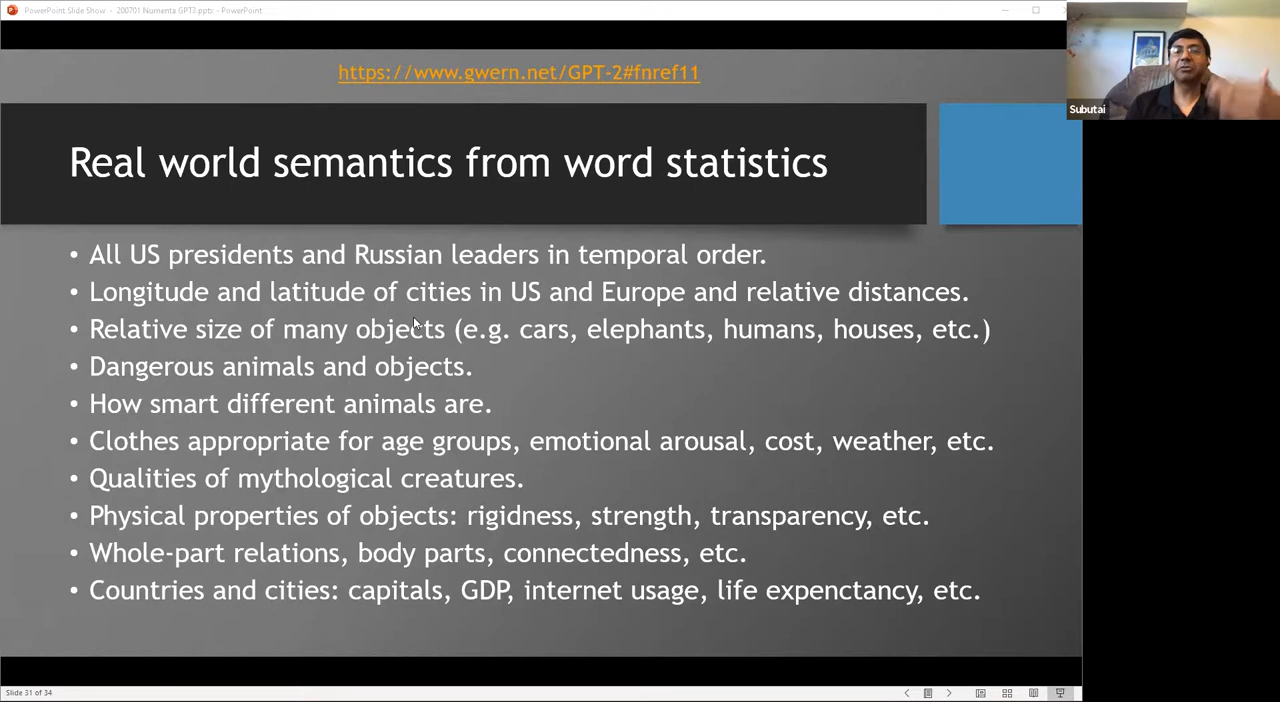 PowerPoint Slide Show - 200701 Numenta GPT3.pptx - PowerPoint
https://www.gwern.net/GPT-2#fnref11
Subutai
Real world semantics from word statistics
• All US presidents and Russian leaders in temporal order.
• Longitude and latitude of cities in US and Europe and relative distances.
• Relative size of many objects (e.g. cars, elephants, humans, houses, etc.)
• Dangerous animals and objects.
• How smart different animals are.
• Clothes appropriate for age groups, emotional arousal, cost, weather, etc.
• Qualities of mythological creatures.
• Physical properties of objects: rigidness, strength, transparency, etc.
• Whole-part relations, body parts, connectedness, etc.
• Countries and cities: capitals, GDP, internet usage, life expenctancy, etc.
Slide 31 of 34